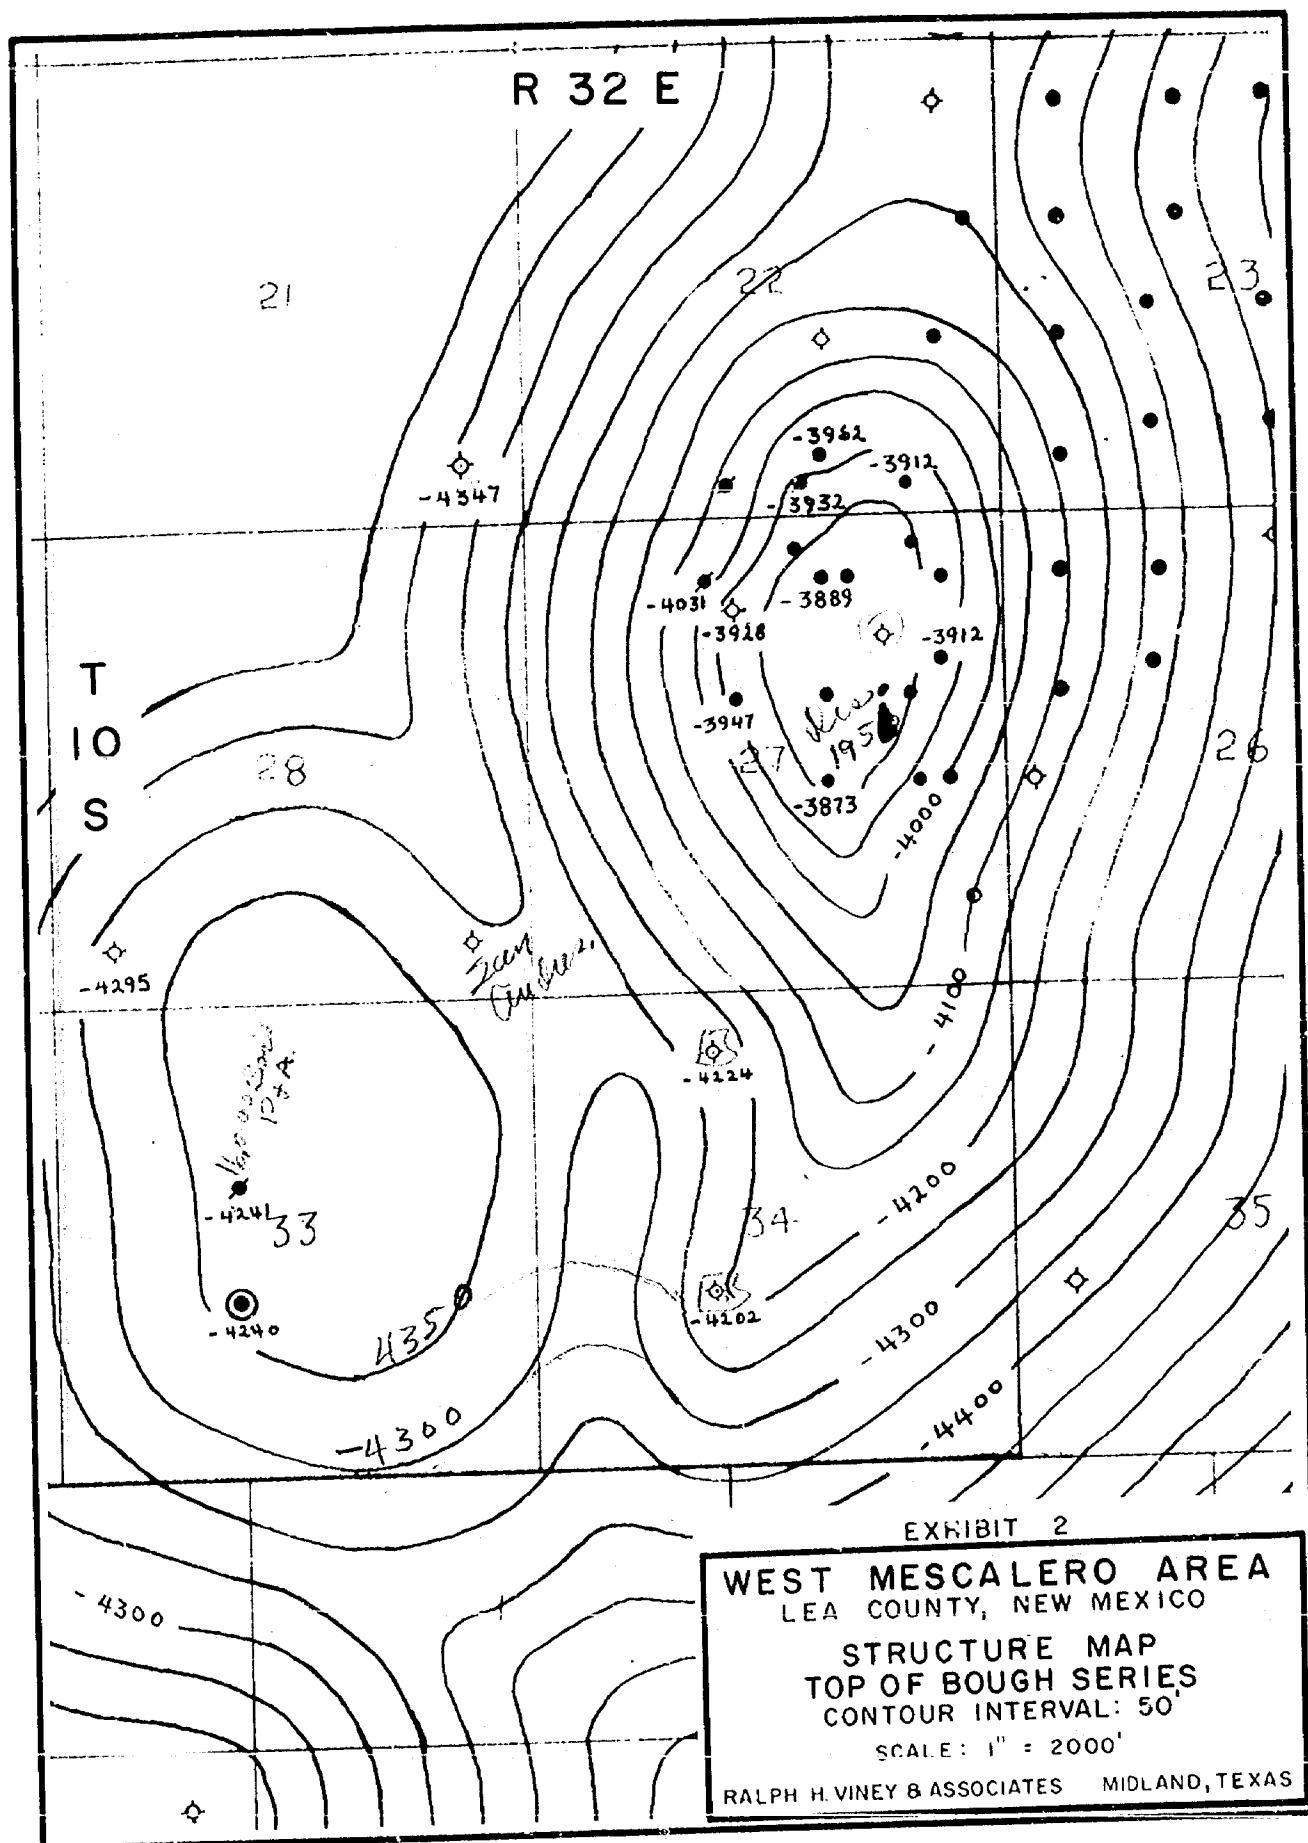 R 32 E
21
22
23
-3962
-3912
-4347
-3932
-4031
-3889
-3928
-3912
T
10
S
-3947
28
27
195
26
-3873
-4000
San
-4295
-4100
-4224
P & A
-4241
33
34
-4200
35
-4240
435
-4202
-4300
-4300
-4400
EXHIBIT 2
-4300
WEST MESCALERO AREA
LEA COUNTY, NEW MEXICO
STRUCTURE MAP
TOP OF BOUGH SERIES
CONTOUR INTERVAL: 50'
SCALE: 1" = 2000'
RALPH H. VINEY & ASSOCIATES MIDLAND, TEXAS